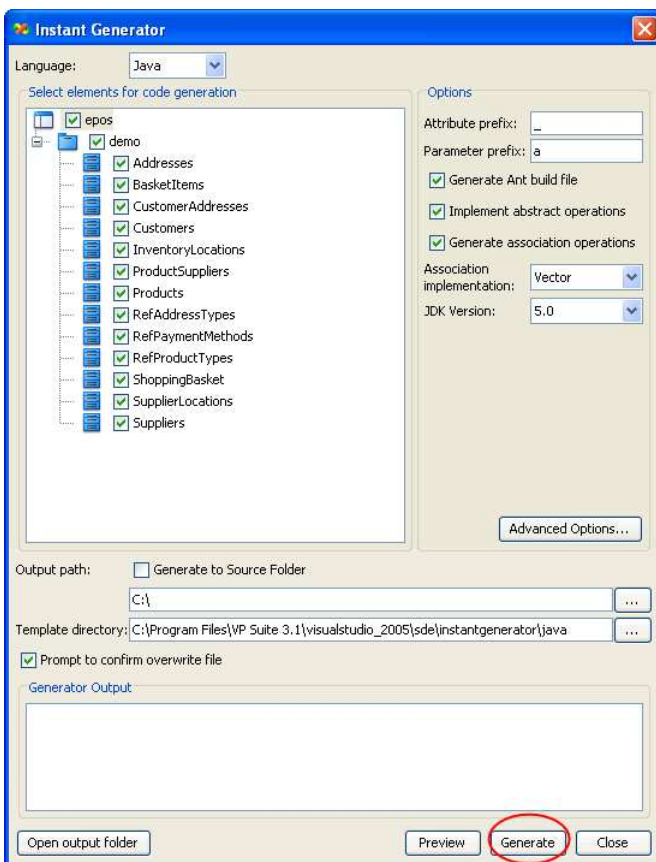 Instant Generator
Language: Java
Select elements for code generation
epos
demo
Addresses
BasketItems
CustomerAddresses
Customers
InventoryLocations
ProductSuppliers
Products
RefAddressTypes
RefPaymentMethods
RefProductTypes
ShoppingBasket
SupplierLocations
Suppliers
Options
Attribute prefix: _
Parameter prefix: a
Generate Ant build file
Implement abstract operations
Generate association operations
Association
implementation: Vector
JDK Version: 5.0
Advanced Options...
Output path: Generate to Source Folder
C:\
...
Template directory: C:\Program Files\VP Suite 3.1\visualstudio_2005\sde\instantgenerator\java
...
Prompt to confirm overwrite file
Generator Output
Open output folder
Preview
Generate
Close